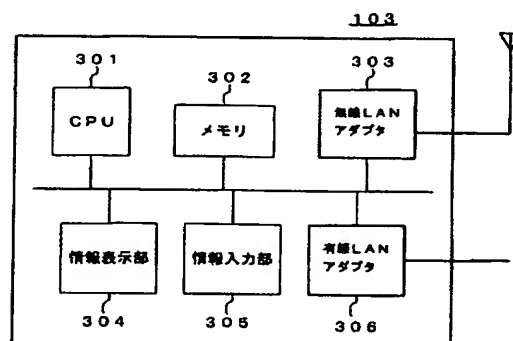 103
301
302
303
CPU
メモリ
無線LAN
アダプタ
情報表示部
情報入力部
有線LAN
アダプタ
304
305
306